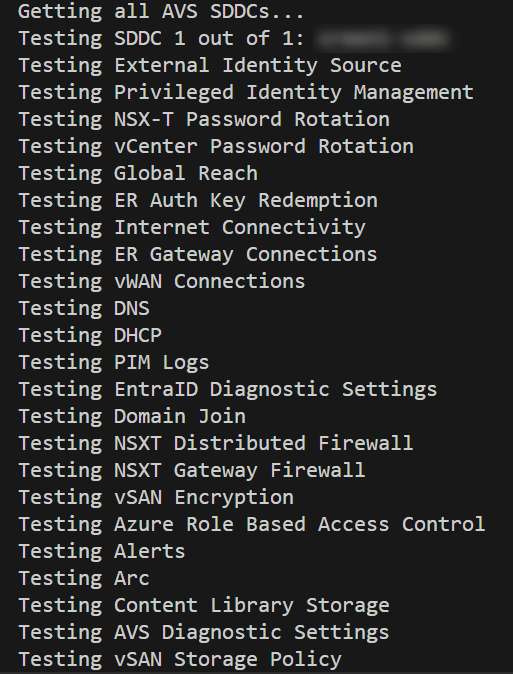 Getting all AVS SDDCs...
Testing SDDC 1 out of 1:
Testing External Identity Source
Testing Privileged Identity Management
Testing NSX-T Password Rotation
Testing vCenter Password Rotation
Testing Global Reach
Testing ER Auth Key Redemption
Testing Internet Connectivity
Testing ER Gateway Connections
Testing vWAN Connections
Testing DNS
Testing DHCP
Testing PIM Logs
Testing EntraID Diagnostic Settings
Testing Domain Join
Testing NSXT Distributed Firewall
Testing NSXT Gateway Firewall
Testing vSAN Encryption
Testing Azure Role Based Access Control
Testing Alerts
Testing Arc
Testing Content Library Storage
Testing AVS Diagnostic Settings
Testing vSAN Storage Policy